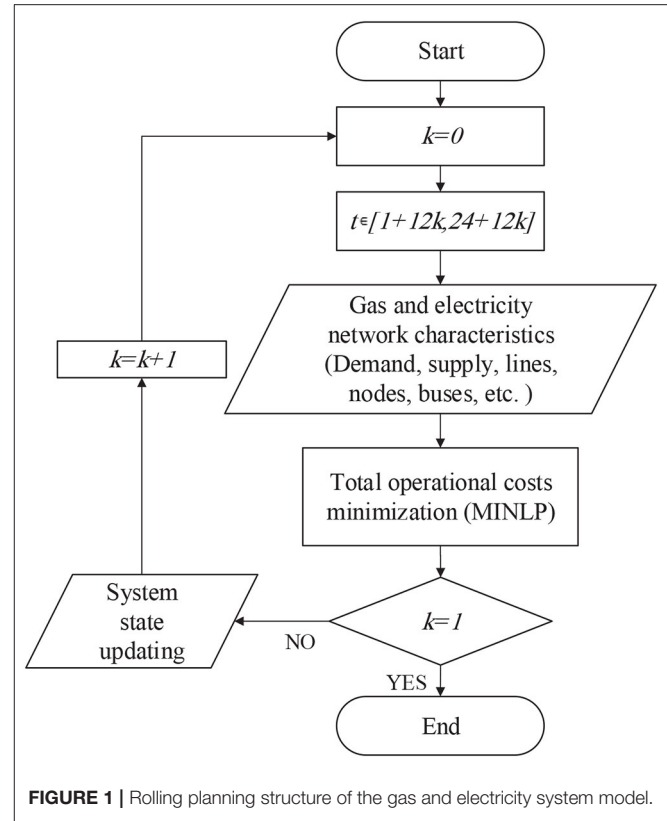 Start
k=0
t∊[1+12k,24+12k]
Gas and electricity
network characteristics
(Demand, supply, lines,
nodes, buses, etc. )
k=k+1
Total operational costs
minimization (MINLP)
System
state
updating
NO
k=1
YES
End
FIGURE 1 | Rolling planning structure of the gas and electricity system model.